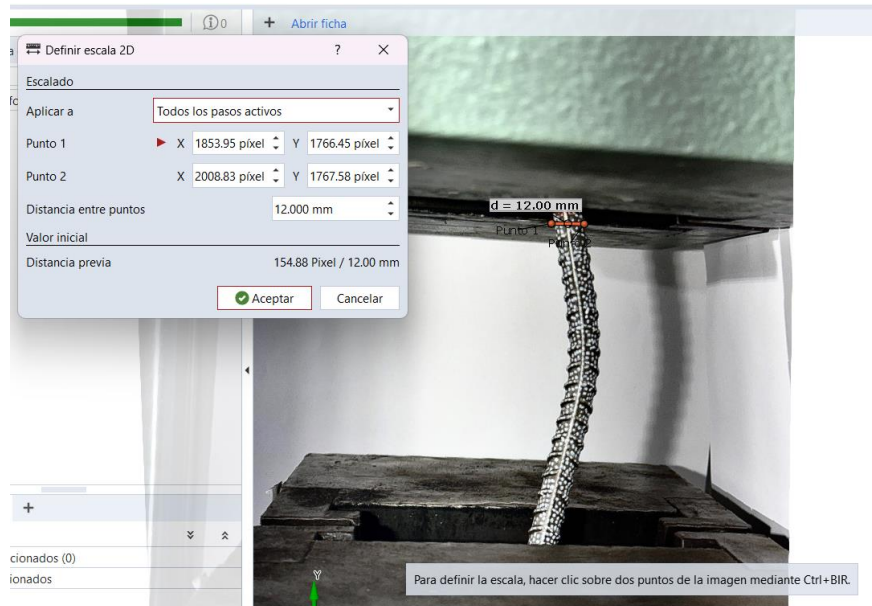 0
+ Abrir ficha
Definir escala 2D ? ×
Escalado
Aplicar a Todos los pasos activos
Punto 1 X 1853.95 píxel Y 1766.45 píxel
Punto 2 X 2008.83 píxel Y 1767.58 píxel
Distancia entre puntos 12.000 mm
Valor inicial
Distancia previa 154.88 Pixel / 12.00 mm
Aceptar Cancelar
d = 12.00 mm
Punto 1
Punto 2
+
cionados (0)
ionados
Y
Para definir la escala, hacer clic sobre dos puntos de la imagen mediante Ctrl+BIR.